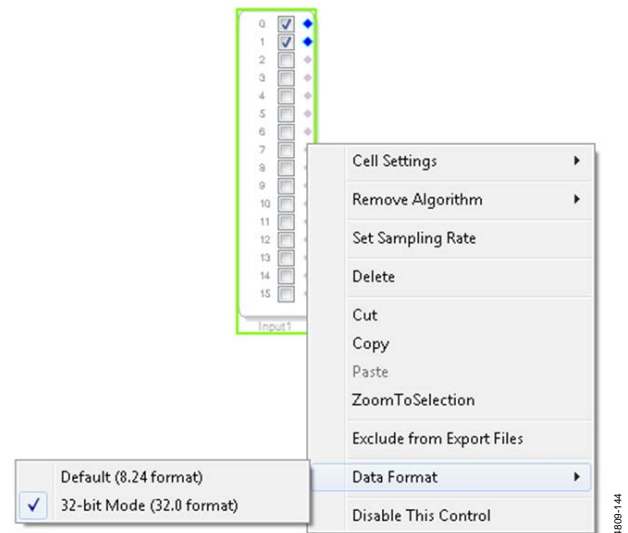 0
1
2
3
4
5
6
7
8
9
10
11
12
13
14
15
Input1
Cell Settings
Remove Algorithm
Set Sampling Rate
Delete
Cut
Copy
Paste
ZoomToSelection
Exclude from Export Files
Data Format
Disable This Control
Default (8.24 format)
32-bit Mode (32.0 format)
4809-144